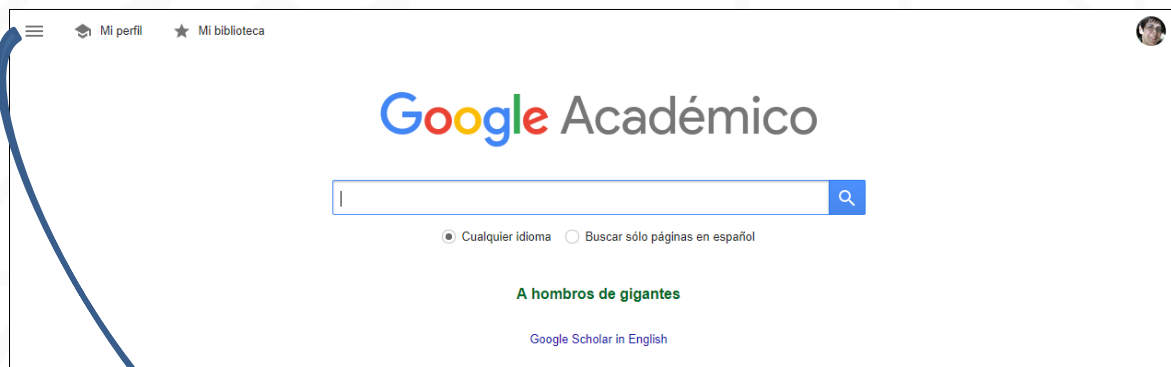 Mi perfil Mi biblioteca
Google Académico
Cualquier idioma Buscar sólo páginas en español
A hombros de gigantes
Google Scholar in English